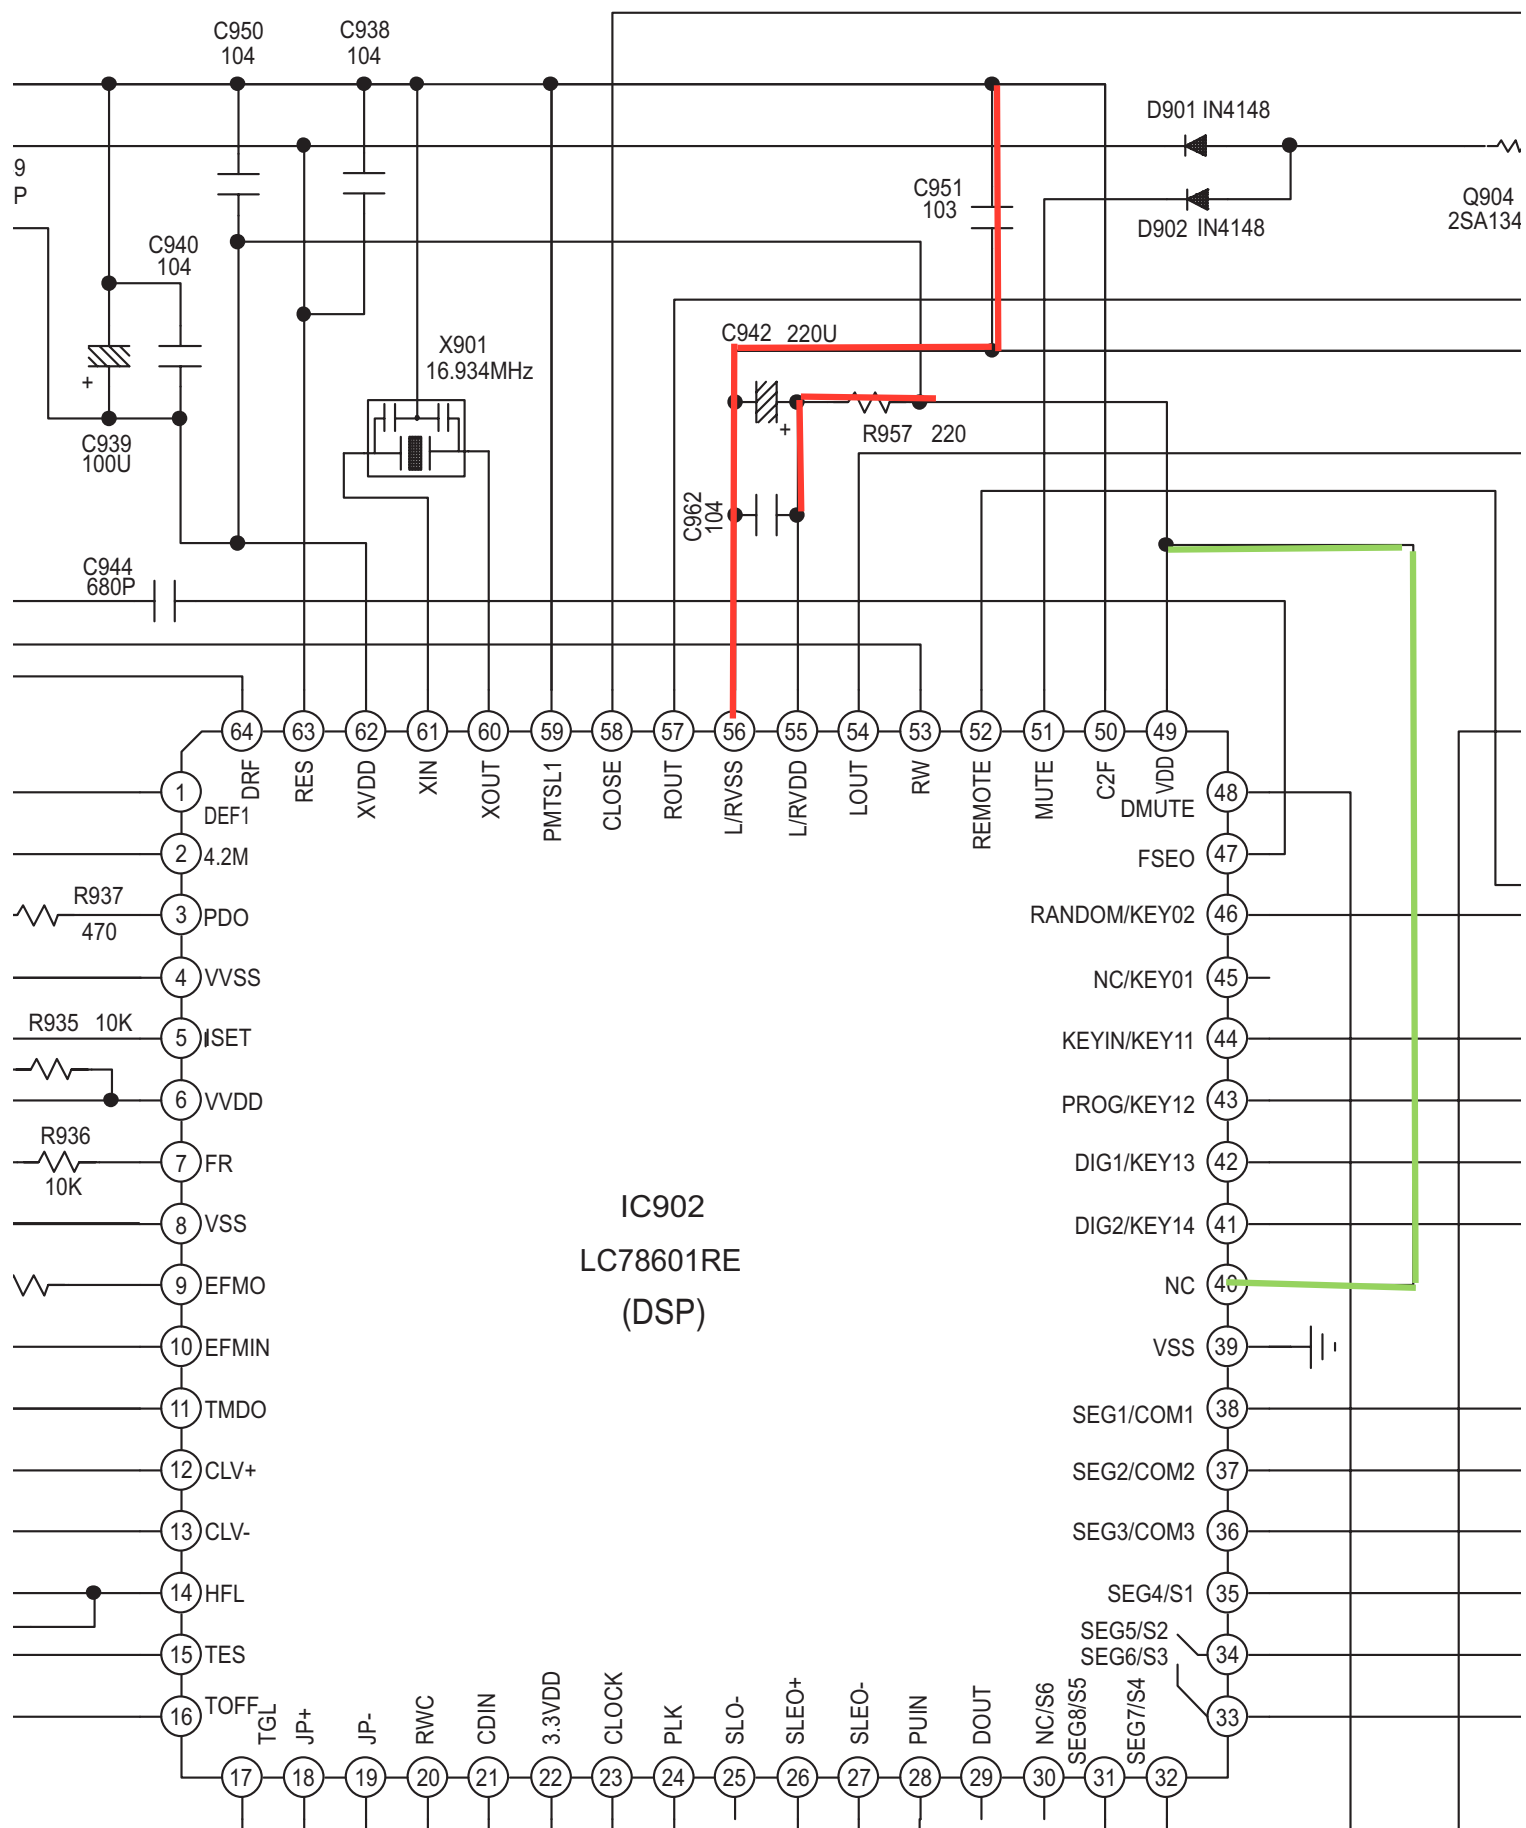 C950
104
C938
104
D901 IN4148
9
P
C951
103
D902 IN4148
Q904
2SA134
C940
104
C942 220U
X901
16.934MHz
+
+
R957 220
C939
100U
C962
104
C944
680P
64 63 62 61 60 59 58 57 56 55 54 53 52 51 50 49
DRF RES XVDD XIN XOUT PMTSL1 CLOSE ROUT L/RVSS L/RVDD LOUT RW REMOTE MUTE C2F VDD
1 DEF1
DMUTE 48
2 4.2M
FSEO 47
R937
470
3 PDO
RANDOM/KEY02 46
4 VVSS
NC/KEY01 45
R935 10K
5 ISET
KEYIN/KEY11 44
6 VVDD
PROG/KEY12 43
R936
10K
7 FR
DIG1/KEY13 42
8 VSS
DIG2/KEY14 41
IC902
LC78601RE
(DSP)
9 EFMO
NC 40
10 EFMIN
VSS 39
11 TMDO
SEG1/COM1 38
12 CLV+
SEG2/COM2 37
13 CLV-
SEG3/COM3 36
14 HFL
SEG4/S1 35
15 TES
SEG5/S2 34
SEG6/S3 33
16 TOFF
TGL JP+ JP- RWC CDIN 3.3VDD CLOCK PLK SLO- SLEO+ SLEO- PUIN DOUT NC/S6 SEG8/S5 SEG7/S4
17 18 19 20 21 22 23 24 25 26 27 28 29 30 31 32